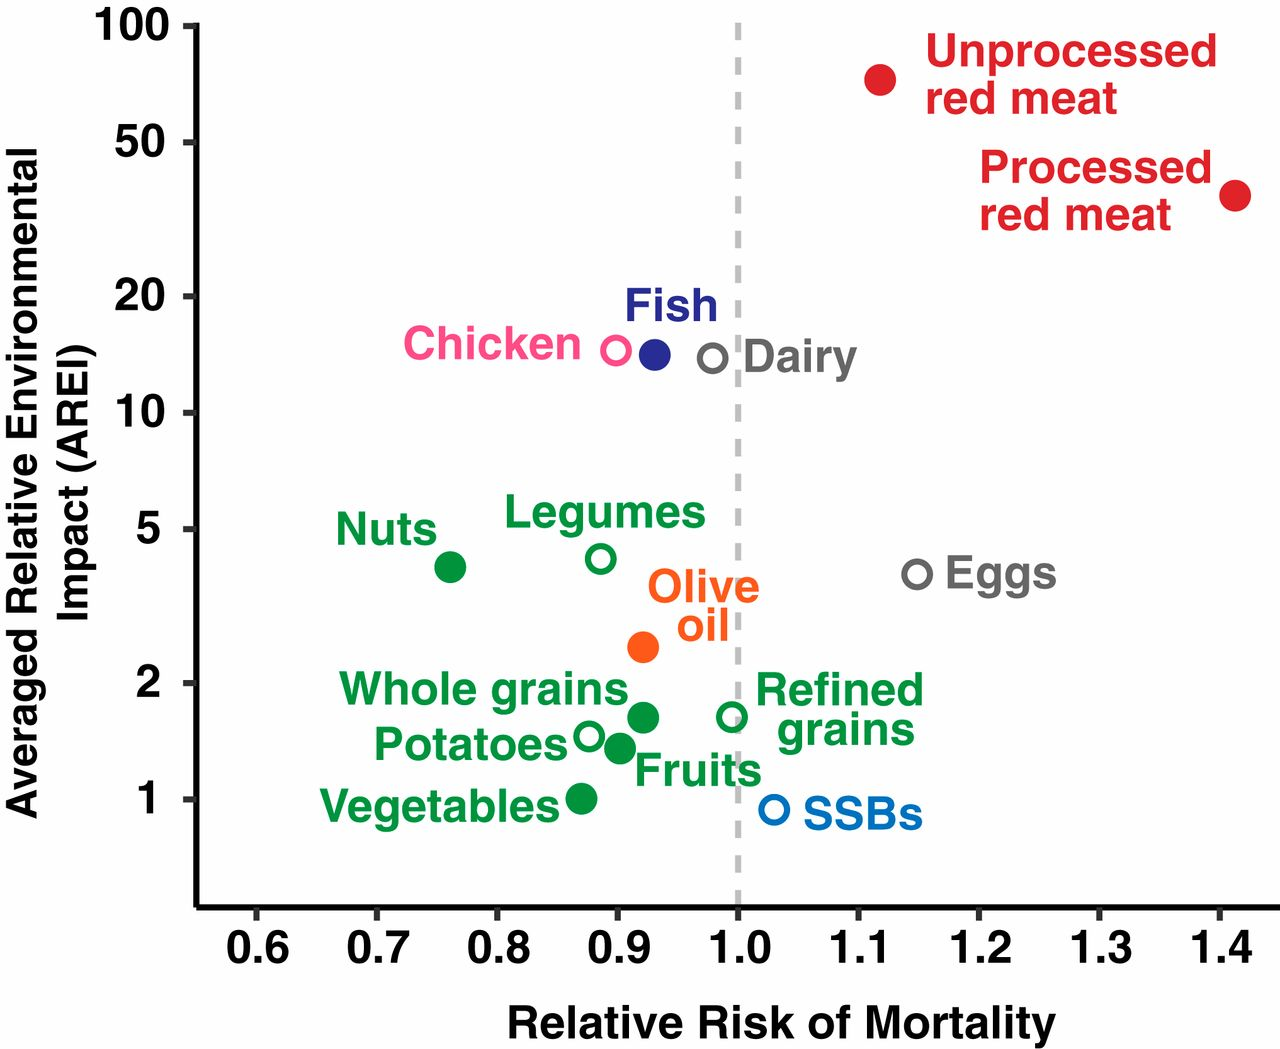 100
50
20
10
5
2
1
Averaged Relative Environmental
Impact (AREI)
Unprocessed
red meat
Processed
red meat
Fish
Chicken
Dairy
Legumes
Nuts
Eggs
Olive
oil
Whole grains
Refined
grains
Potatoes
Fruits
Vegetables
SSBs
0.6 0.7 0.8 0.9 1.0 1.1 1.2 1.3 1.4
Relative Risk of Mortality